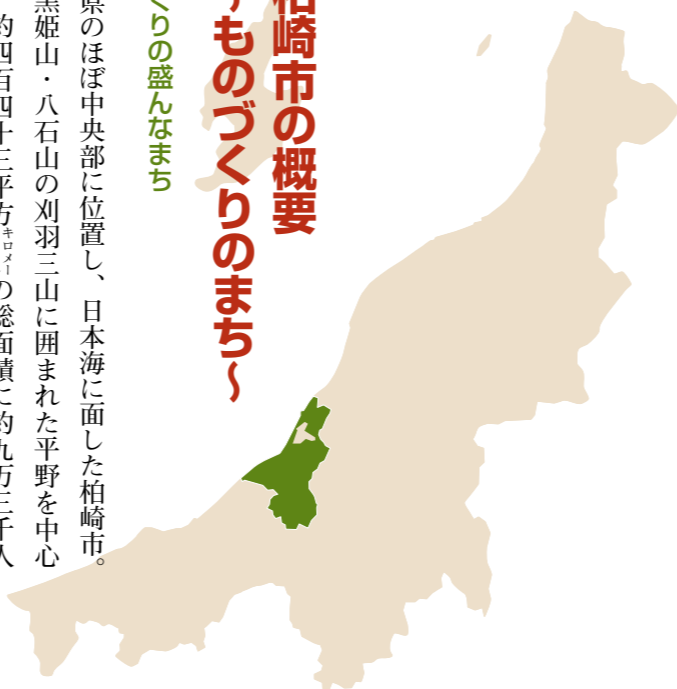 柏崎市の概要
ものづくりのまち～
くりの盛んなまち
県のほぼ中央部に位置し、日本海に面した柏崎市。
黒姫山・八石山の刈羽三山に囲まれた平野を中心
約四百四十三平方キロメーの総面積に約九万三千人